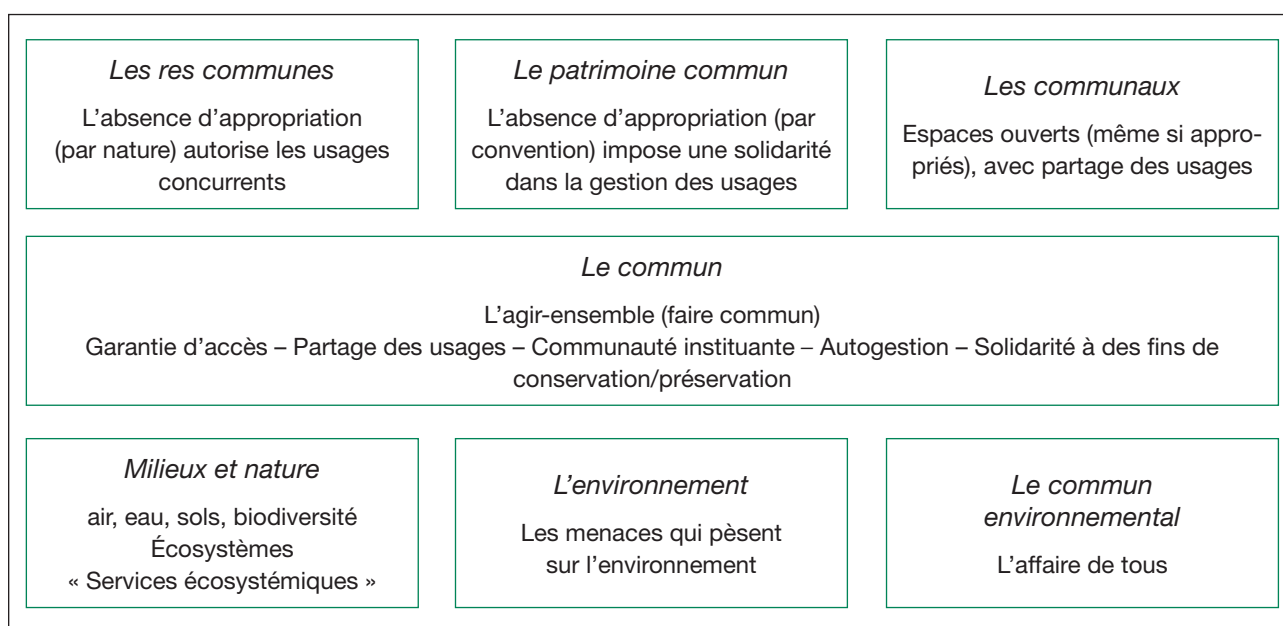 Les res communes
L’absence d’appropriation
(par nature) autorise les usages
concurrents
Le patrimoine commun
L’absence d’appropriation (par
convention) impose une solidarité
dans la gestion des usages
Les communaux
Espaces ouverts (même si appro-
priés), avec partage des usages
Le commun
L’agir-ensemble (faire commun)
Garantie d’accès – Partage des usages – Communauté instituante – Autogestion – Solidarité à des fins de
conservation/préservation
Milieux et nature
air, eau, sols, biodiversité
Écosystèmes
« Services écosystémiques »
L’environnement
Les menaces qui pèsent
sur l’environnement
Le commun
environnemental
L’affaire de tous